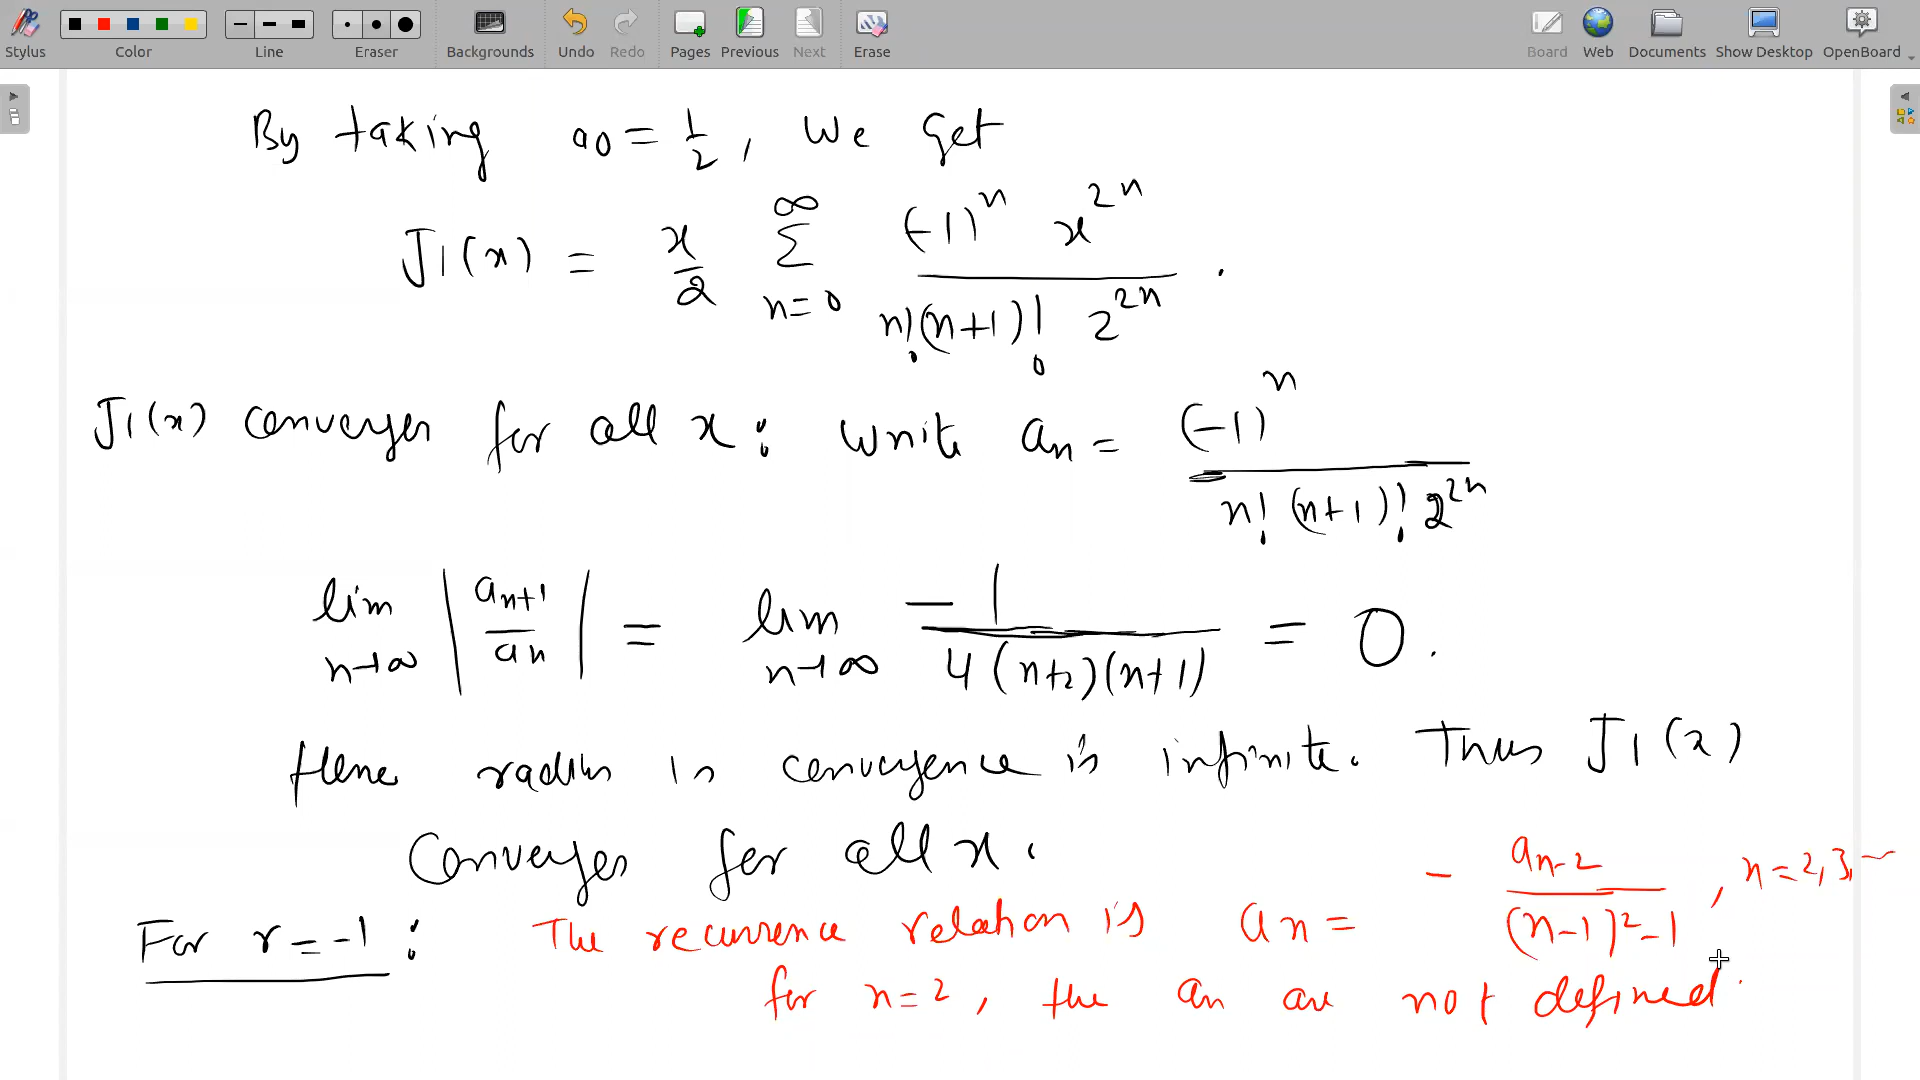 Stylus Color Line Eraser Backgrounds Undo Redo Pages Previous Next Erase Board Web Documents Show Desktop OpenBoard
By taking a0 = 1/2, we get
J1(x) = x/2 ∑_{n=0}^{∞} (-1)^n x^{2n} / n!(n+1)! 2^{2n} .
J1(x) converges for all x: write an = (-1)^n / n! (n+1)! 2^{2n}
lim_{n→∞} | an+1 / an | = lim_{n→∞} -1 / 4(n+2)(n+1) = 0.
Hence radius in convergence is infinite. Thus J1(x)
Converges for all x.
For r = -1 : The recurrence relation is an = - an-2 / (n-1)^2 - 1 , n = 2, 3, ~
for n = 2, the an are not defined.